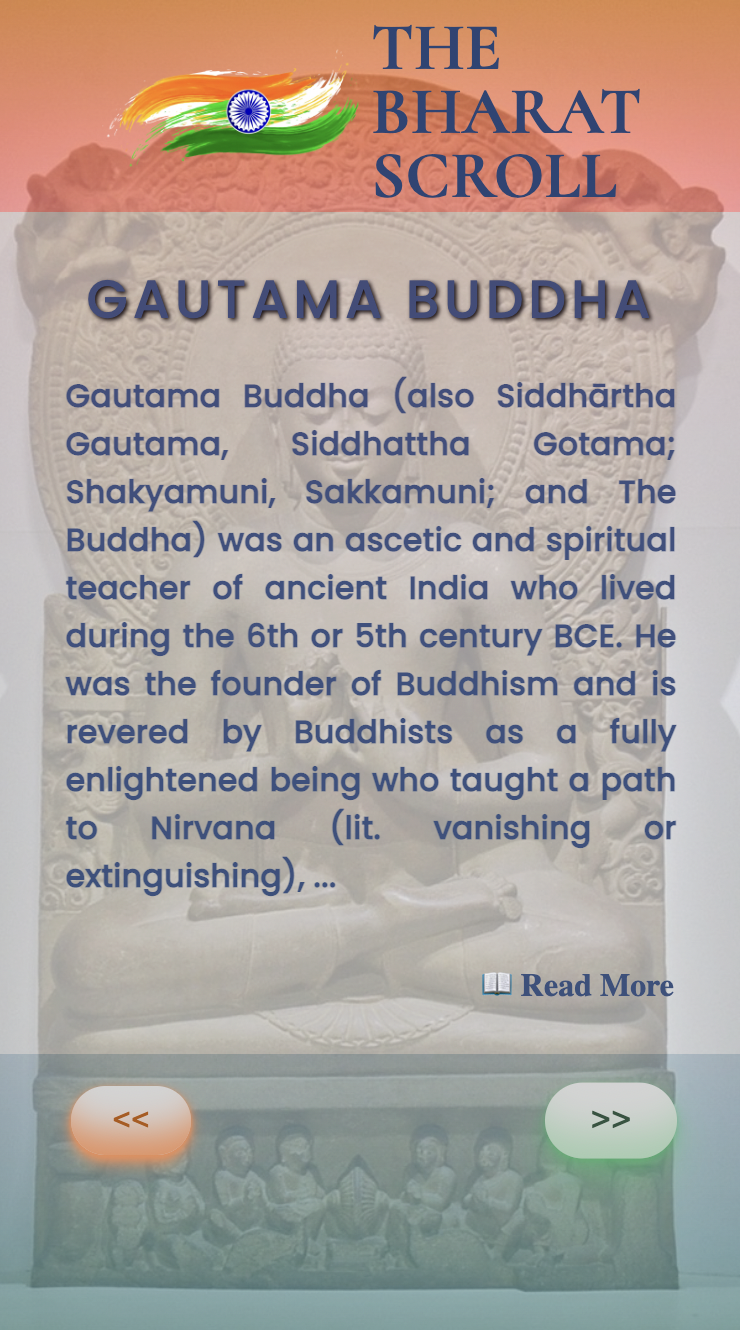 THE
BHARAT
SCROLL
GAUTAMA BUDDHA
Gautama Buddha (also Siddhārtha
Gautama, Siddhattha Gotama;
Shakyamuni, Sakkamuni; and The
Buddha) was an ascetic and spiritual
teacher of ancient India who lived
during the 6th or 5th century BCE. He
was the founder of Buddhism and is
revered by Buddhists as a fully
enlightened being who taught a path
to Nirvana (lit. vanishing or
extinguishing), ...
📖 Read More
<< >>